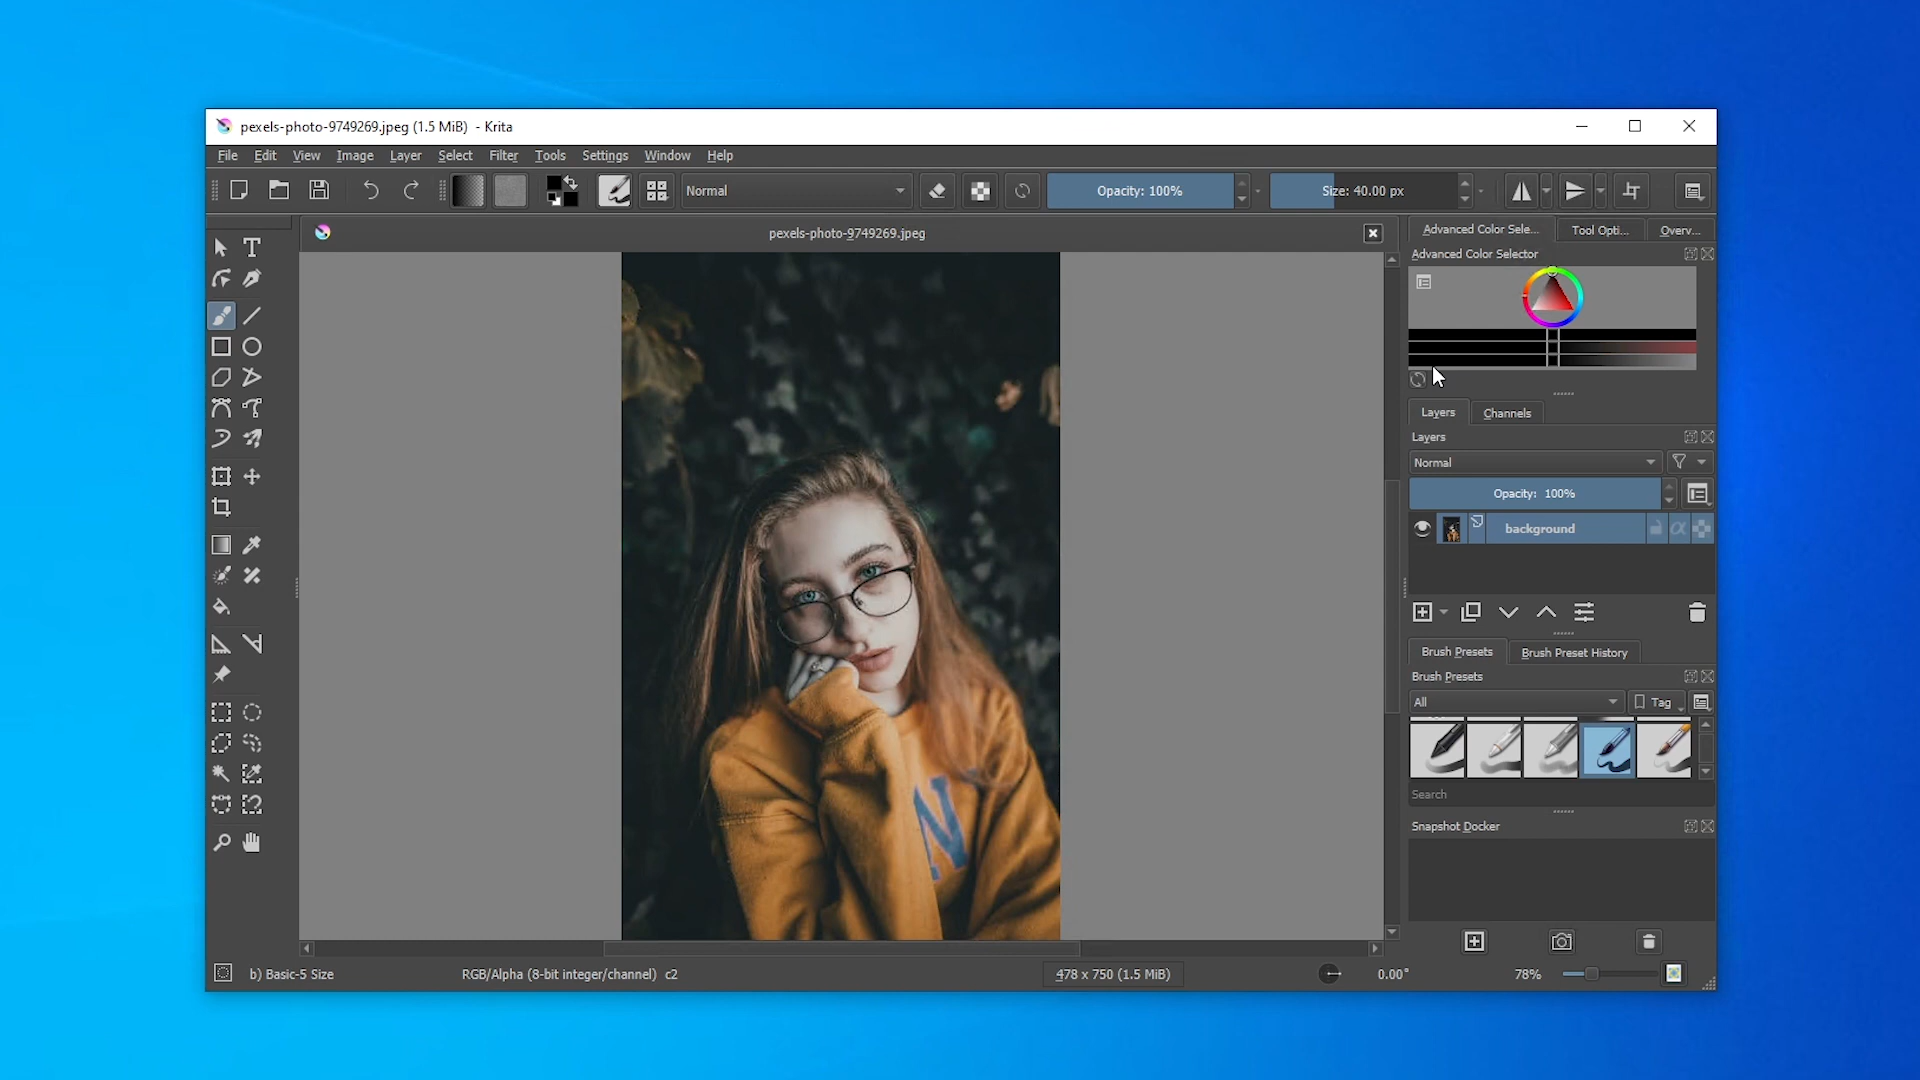 pexels-photo-9749269.jpeg (1.5 MiB) - Krita
File Edit View Image Layer Select Filter Tools Settings Window Help
Normal Opacity: 100% Size: 40.00 px
pexels-photo-9749269.jpeg
Advanced Color Sele... Tool Opti... Overv...
Advanced Color Selector
Layers Channels
Layers
Normal
Opacity: 100%
background
Brush Presets Brush Preset History
Brush Presets
All Tag
Search
Snapshot Docker
N
b) Basic-5 Size RGB/Alpha (8-bit integer/channel) c2 478 x 750 (1.5 MiB) 0.00° 78%